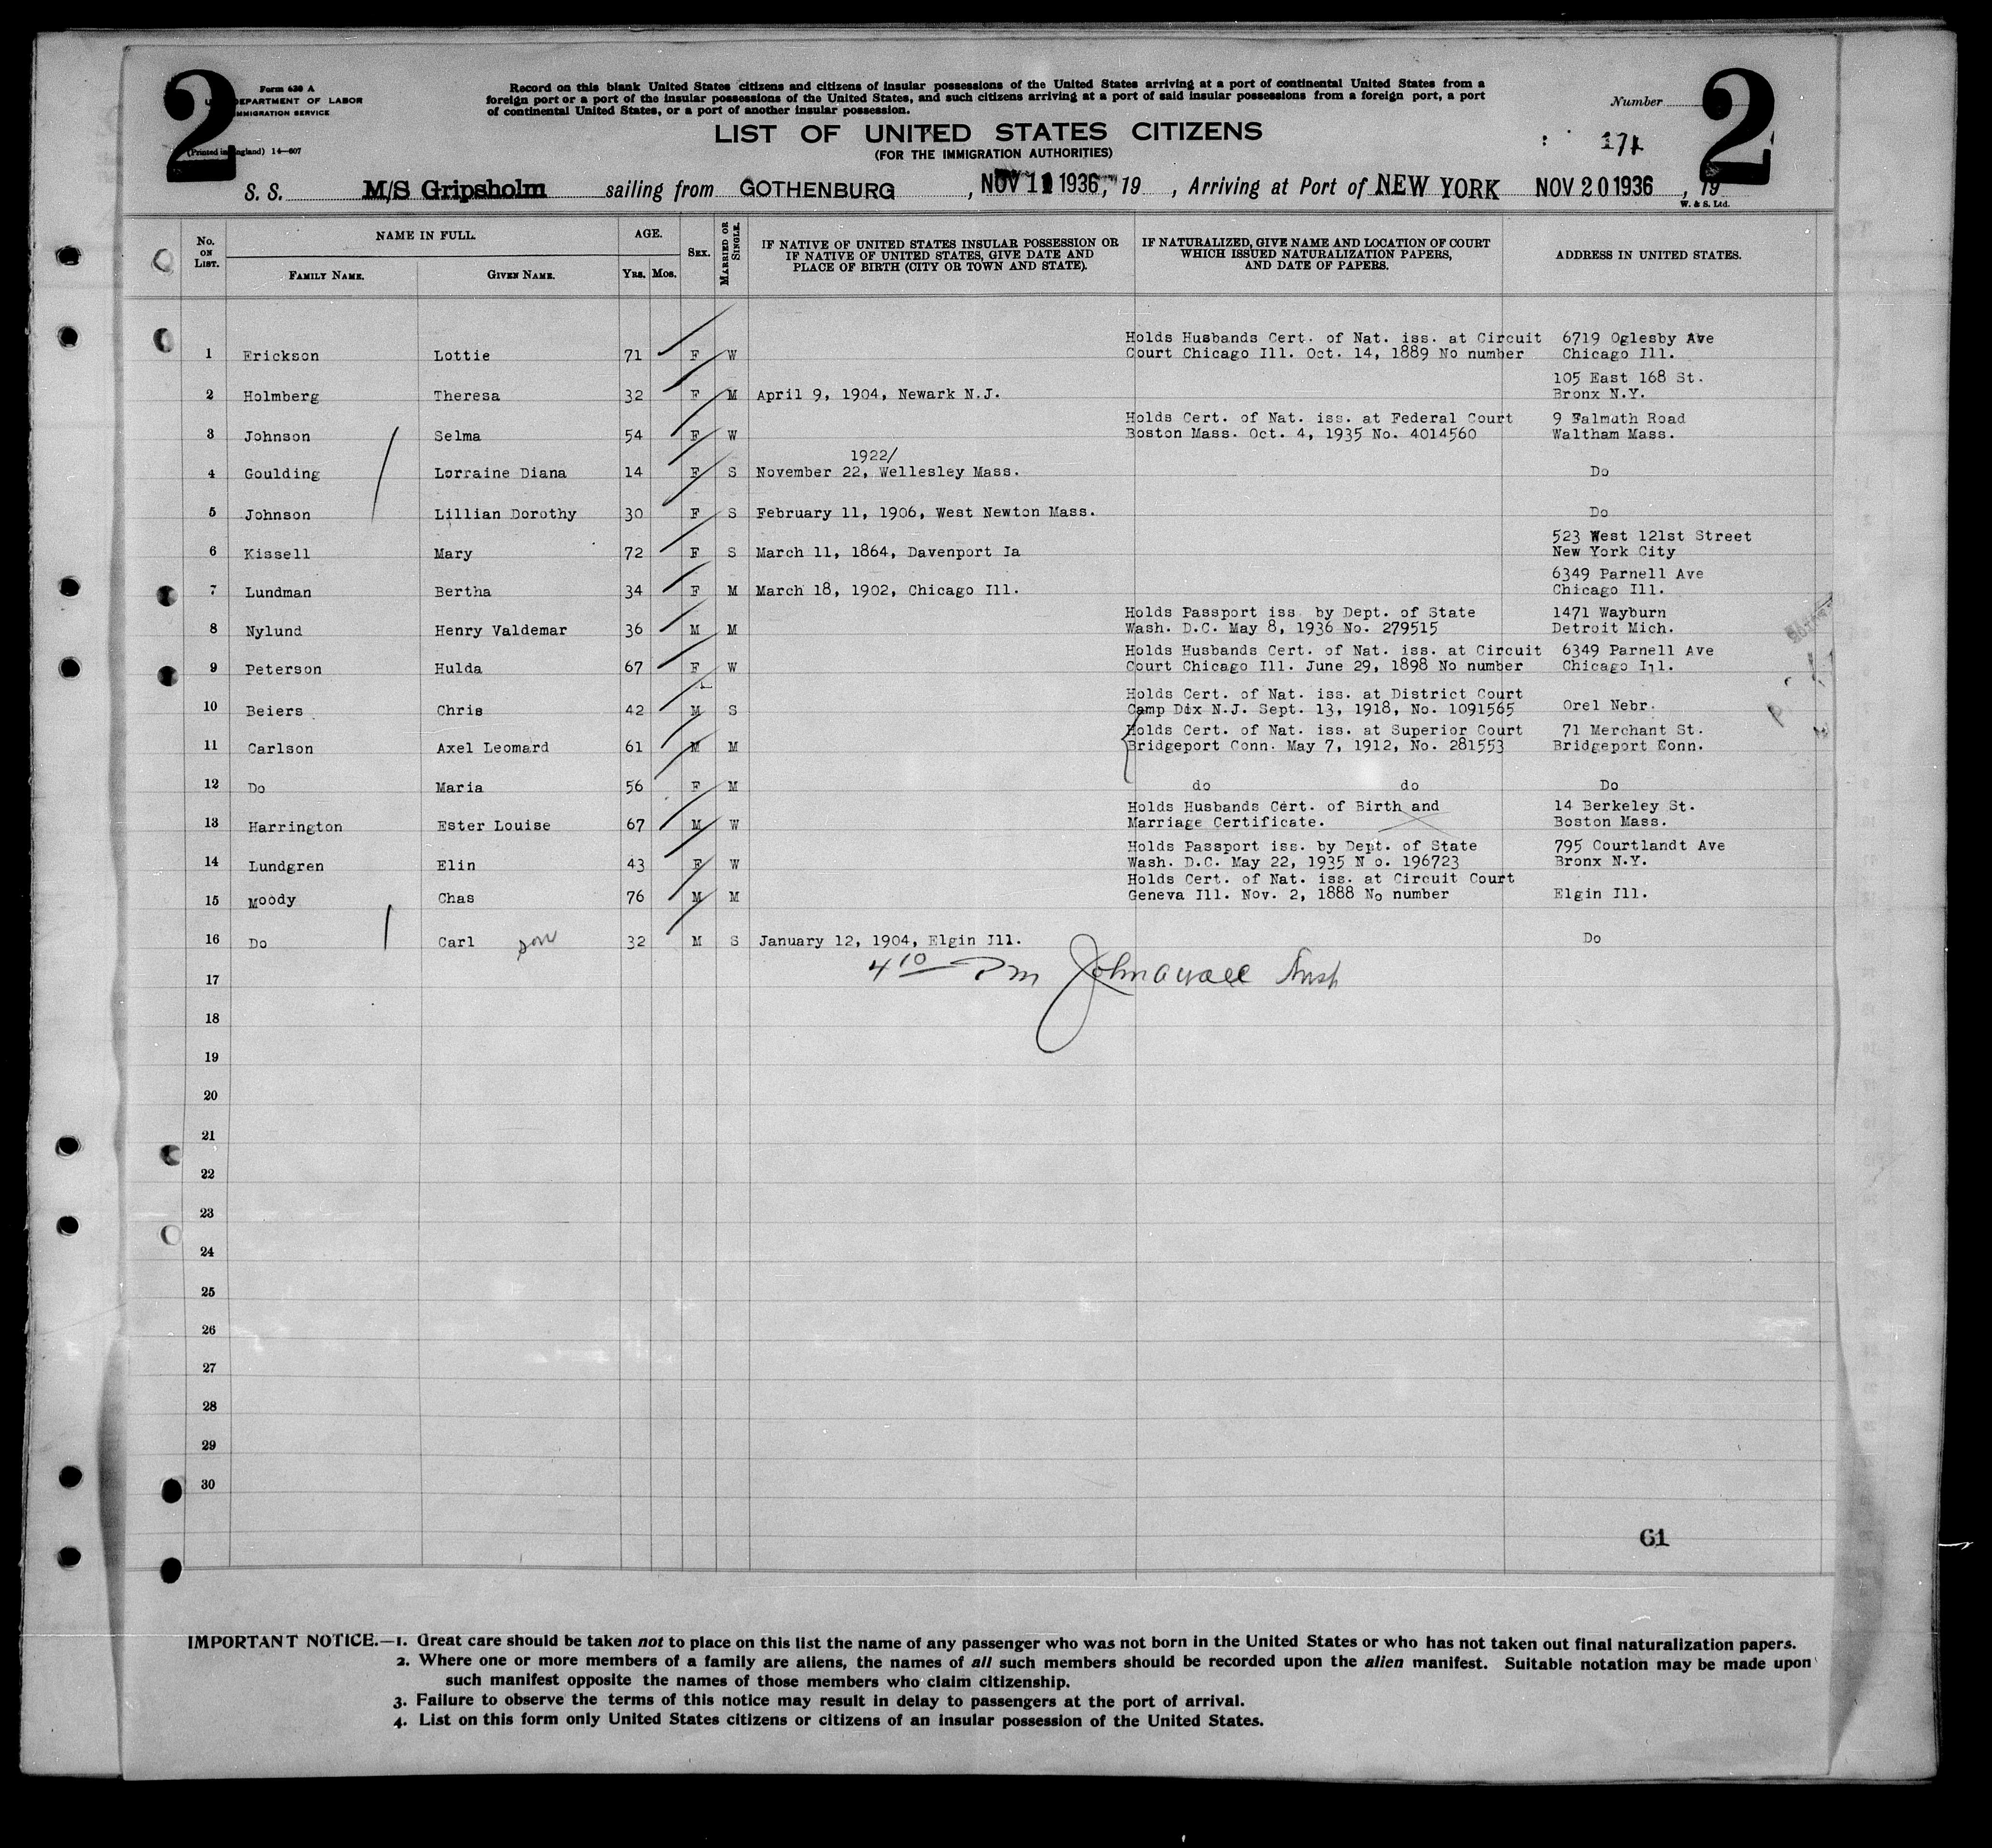 2
Form 630 A
DEPARTMENT OF LABOR
IMMIGRATION SERVICE
(Printed in England) 14—607
Record on this blank United States citizens and citizens of insular possessions of the United States arriving at a port of continental United States from a
foreign port or a port of the insular possessions of the United States, and such citizens arriving at a port of said insular possessions from a foreign port, a port
of continental United States, or a port of another insular possession.
LIST OF UNITED STATES CITIZENS
(FOR THE IMMIGRATION AUTHORITIES)
Number
2
171
S. S. M/S Gripsholm sailing from GOTHENBURG, NOV 11 1936, 19 , Arriving at Port of NEW YORK NOV 20 1936, 19
W. & S. Ltd.
No. ON LIST.
NAME IN FULL.
FAMILY NAME.
GIVEN NAME.
AGE.
Yrs. Mos.
SEX.
MARRIED OR SINGLE.
IF NATIVE OF UNITED STATES INSULAR POSSESSION OR
IF NATIVE OF UNITED STATES, GIVE DATE AND
PLACE OF BIRTH (CITY OR TOWN AND STATE).
IF NATURALIZED, GIVE NAME AND LOCATION OF COURT
WHICH ISSUED NATURALIZATION PAPERS,
AND DATE OF PAPERS.
ADDRESS IN UNITED STATES.
Holds Husbands Cert. of Nat. iss. at Circuit 6719 Oglesby Ave
1 Erickson Lottie 71 F W Court Chicago Ill. Oct. 14, 1889 No number Chicago Ill.
105 East 168 St.
2 Holmberg Theresa 32 F M April 9, 1904, Newark N.J. Bronx N.Y.
Holds Cert. of Nat. iss. at Federal Court 9 Falmuth Road
3 Johnson Selma 54 F W Boston Mass. Oct. 4, 1935 No. 4014560 Waltham Mass.
1922/
4 Goulding Lorraine Diana 14 F S November 22, Wellesley Mass. Do
5 Johnson Lillian Dorothy 30 F S February 11, 1906, West Newton Mass. Do
523 West 121st Street
6 Kissell Mary 72 F S March 11, 1864, Davenport Ia New York City
6349 Parnell Ave
7 Lundman Bertha 34 F M March 18, 1902, Chicago Ill. Chicago Ill.
Holds Passport iss by Dept. of State 1471 Wayburn
8 Nylund Henry Valdemar 36 M M Wash. D.C. May 8, 1936 No. 279515 Detroit Mich.
Holds Husbands Cert. of Nat. iss. at Circuit 6349 Parnell Ave
9 Peterson Hulda 67 F W Court Chicago Ill. June 29, 1898 No number Chicago Ill.
Holds Cert. of Nat. iss. at District Court
10 Beiers Chris 42 M S Camp Dix N.J. Sept. 13, 1918, No. 1091565 Orel Nebr.
Holds Cert. of Nat. iss. at Superior Court 71 Merchant St.
11 Carlson Axel Leomard 61 M M Bridgeport Conn. May 7, 1912, No. 281553 Bridgeport Conn.
12 Do Maria 56 F M do do Do
Holds Husbands Cert. of Birth and 14 Berkeley St.
13 Harrington Ester Louise 67 M W Marriage Certificate. Boston Mass.
Holds Passport iss. by Dept. of State 795 Courtlandt Ave
14 Lundgren Elin 43 F W Wash. D.C. May 22, 1935 N o. 196723 Bronx N.Y.
Holds Cert. of Nat. iss. at Circuit Court
15 Moody Chas 76 M M Geneva Ill. Nov. 2, 1888 No number Elgin Ill.
16 Do Carl son 32 M S January 12, 1904, Elgin Ill. Do
4 10 Pm Insp
17
18
19
20
21
22
23
24
25
26
27
28
29
30
61
IMPORTANT NOTICE.—1. Great care should be taken not to place on this list the name of any passenger who was not born in the United States or who has not taken out final naturalization papers.
2. Where one or more members of a family are aliens, the names of all such members should be recorded upon the alien manifest. Suitable notation may be made upon
such manifest opposite the names of those members who claim citizenship.
3. Failure to observe the terms of this notice may result in delay to passengers at the port of arrival.
4. List on this form only United States citizens or citizens of an insular possession of the United States.